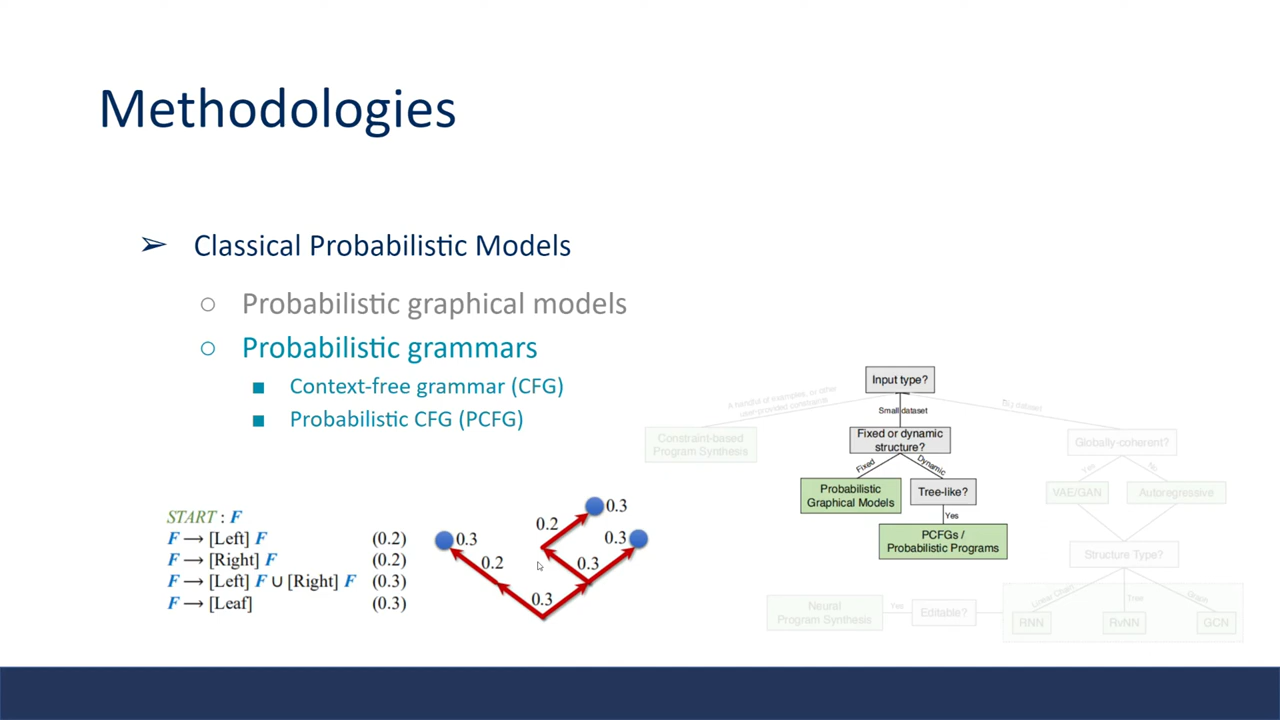 Methodologies
➢ Classical Probabilistic Models
○ Probabilistic graphical models
○ Probabilistic grammars
■ Context-free grammar (CFG)
■ Probabilistic CFG (PCFG)
START : F
F → [Left] F (0.2)
F → [Right] F (0.2)
F → [Left] F ∪ [Right] F (0.3)
F → [Leaf] (0.3)
0.3
0.2
0.3
0.3
0.2
0.3
0.3
Input type?
A handful of examples, or other
user-provided constraints
Small dataset
Big dataset
Constraint-based
Program Synthesis
Fixed or dynamic
structure?
Globally-coherent?
Fixed
Dynamic
Yes
No
Probabilistic
Graphical Models
Tree-like?
VAE/GAN
Autoregressive
Yes
PCFGs /
Probabilistic Programs
Structure Type?
Linear Chain
Tree
Graph
Neural
Program Synthesis
Yes
Editable?
RNN
RvNN
GCN